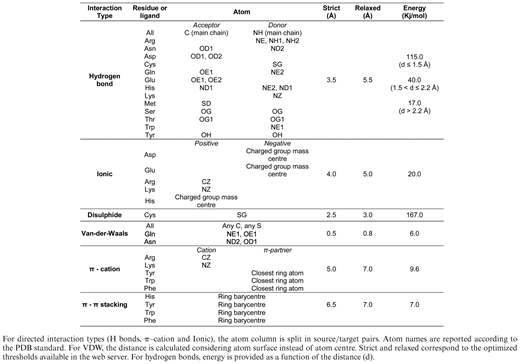 Interaction Type Residue or ligand Atom Strict (Å) Relaxed (Å) Energy (Kj/mol)
Acceptor Donor
Hydrogen bond 3.5 5.5
All C (main chain) NH (main chain)
Arg NE, NH1, NH2
Asn OD1 ND2
Asp OD1, OD2 115.0
Cys SG (d ≤ 1.5 Å)
Gln OE1 NE2
Glu OE1, OE2 40.0
His ND1 NE2, ND1 (1.5 < d ≤ 2.2 Å)
Lys NZ
Met SD 17.0
Ser OG OG (d > 2.2 Å)
Thr OG1 OG1
Trp NE1
Tyr OH OH
Positive Negative
Ionic 4.0 5.0 20.0
Asp Charged group mass centre
Glu Charged group mass centre
Arg CZ
Lys NZ
His Charged group mass centre
Disulphide Cys SG 2.5 3.0 167.0
Van-der-Waals 0.5 0.8 6.0
All Any C, any S
Gln NE1, OE1
Asn ND2, OD1
Cation π-partner
π - cation 5.0 7.0 9.6
Arg CZ
Lys NZ
Tyr Closest ring atom
Trp Closest ring atom
Phe Closest ring atom
π - π stacking 6.5 7.0 7.0
His Ring barycentre
Tyr Ring barycentre
Trp Ring barycentre
Phe Ring barycentre
For directed interaction types (H bonds, π–cation and Ionic), the atom column is split in source/target pairs. Atom names are reported according to
the PDB standard. For VDW, the distance is calculated considering atom surface instead of atom centre. Strict and relaxed correspond to the optimized
thresholds available in the web server. For hydrogen bonds, energy is provided as a function of the distance (d).